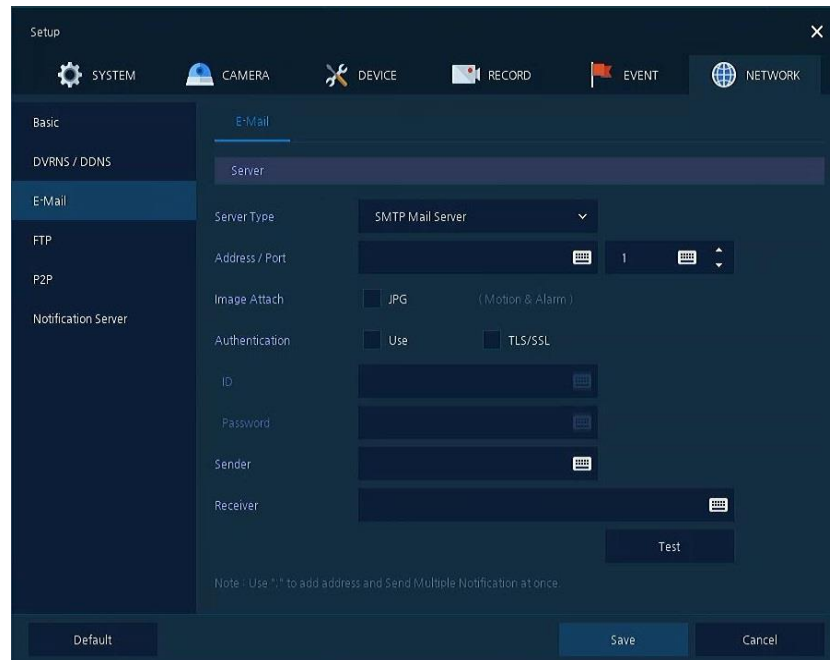 Setup
SYSTEM CAMERA DEVICE RECORD EVENT NETWORK
Basic
DVRNS / DDNS
E-Mail
FTP
P2P
Notification Server
E-Mail
Server
Server Type SMTP Mail Server
Address / Port 1
Image Attach JPG ( Motion & Alarm )
Authentication Use TLS/SSL
ID
Password
Sender
Receiver
Test
Note : Use ";" to add address and Send Multiple Notification at once.
Default Save Cancel